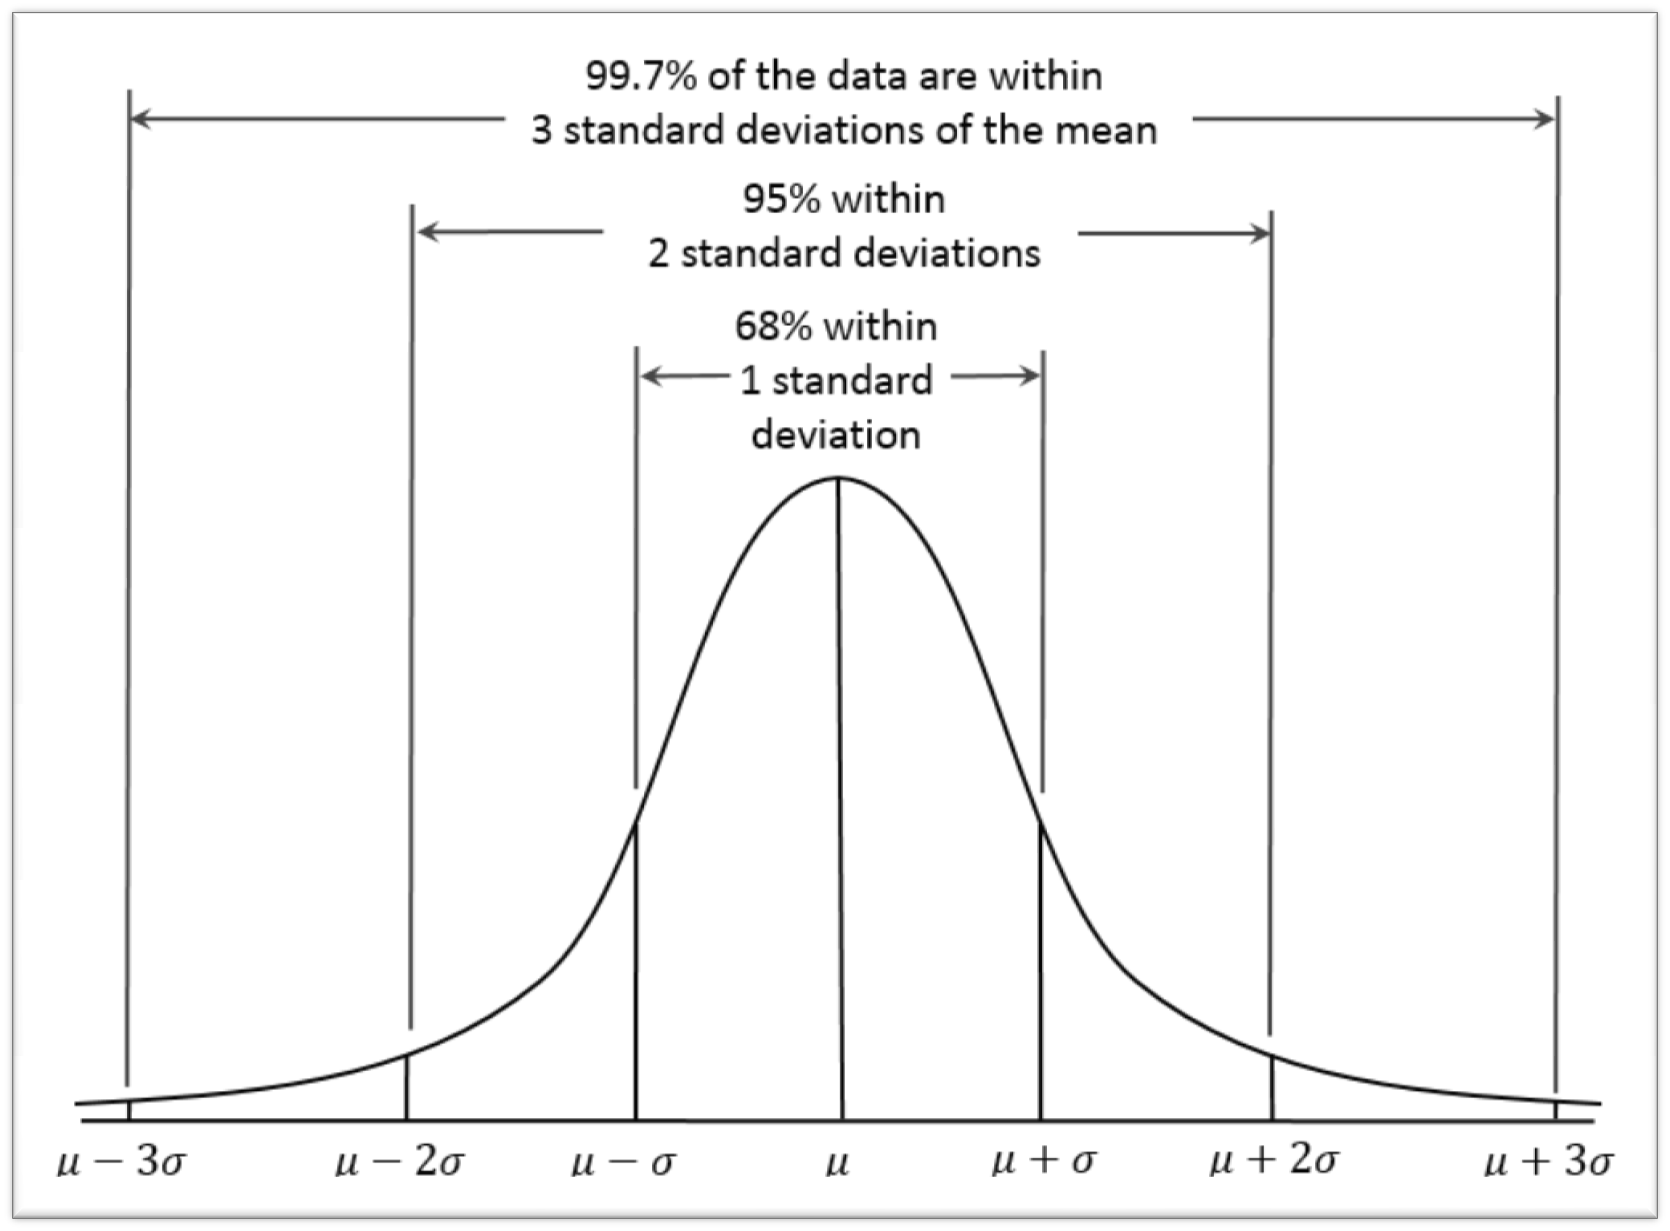 99.7% of the data are within
3 standard deviations of the mean
95% within
2 standard deviations
68% within
1 standard
deviation
μ − 3σ μ − 2σ μ − σ μ μ + σ μ + 2σ μ + 3σ